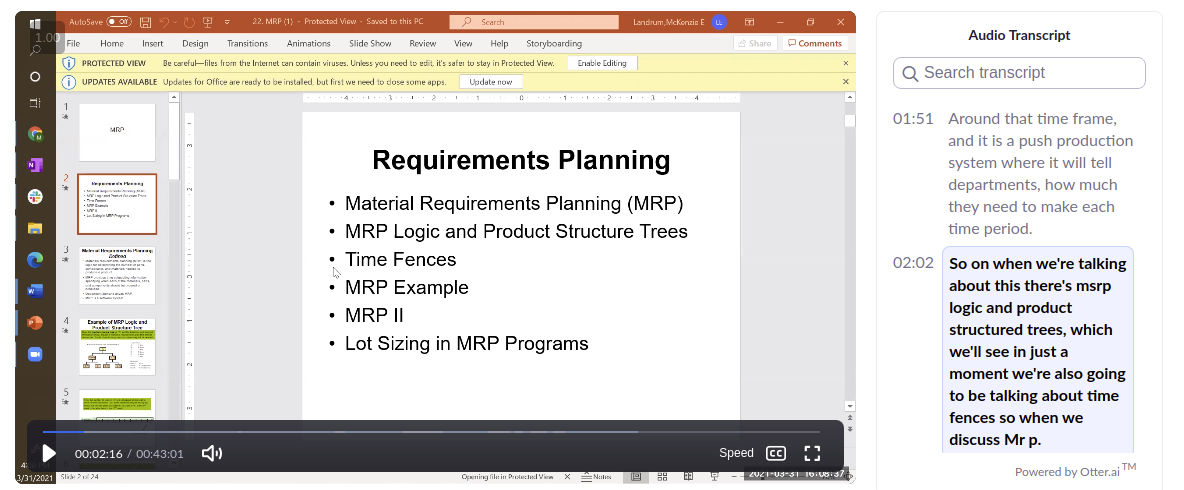 AutoSave Off
22. MRP (1) - Protected View - Saved to this PC
Search
Landrum,McKenzie E LL
1.00
File Home Insert Design Transitions Animations Slide Show Review View Help Storyboarding
Share Comments
PROTECTED VIEW Be careful—files from the Internet can contain viruses. Unless you need to edit, it's safer to stay in Protected View. Enable Editing
UPDATES AVAILABLE Updates for Office are ready to be installed, but first we need to close some apps. Update now
1
MRP
2
Requirements Planning
3
Material Requirements Planning
Defined
4
Example of MRP Logic and
Product Structure Tree
5
Requirements Planning
• Material Requirements Planning (MRP)
• MRP Logic and Product Structure Trees
• Time Fences
• MRP Example
• MRP II
• Lot Sizing in MRP Programs
00:02:16 / 00:43:01
Speed CC
3/31/2021
Slide 2 of 24
Opening file in Protected View
Notes
2021-03-31 16:08:37
Audio Transcript
Search transcript
01:51 Around that time frame,
and it is a push production
system where it will tell
departments, how much
they need to make each
time period.
02:02 So on when we're talking
about this there's msrp
logic and product
structured trees, which
we'll see in just a
moment we're also going
to be talking about time
fences so when we
discuss Mr p.
Powered by Otter.ai TM